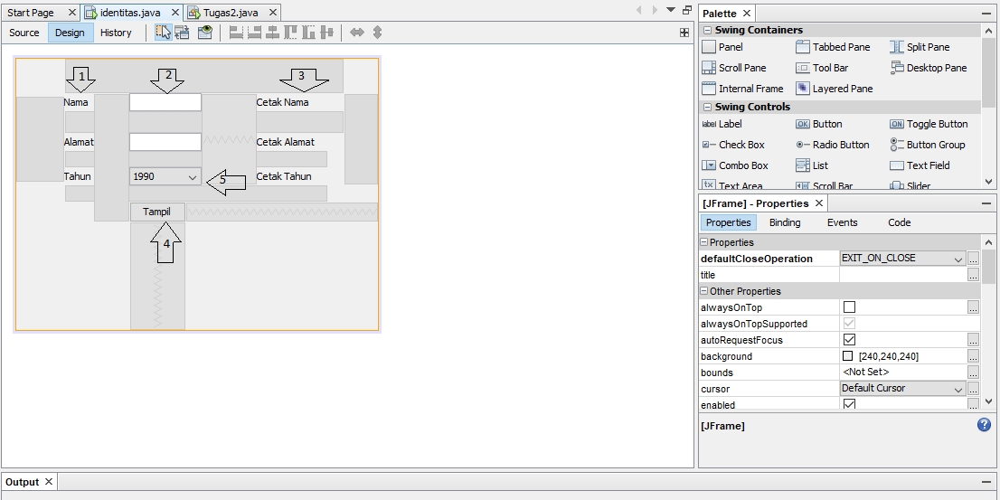 Start Page identitas.java Tugas2.java
Source Design History
1 2 3
Nama Cetak Nama
Alamat Cetak Alamat
Tahun 1990 5 Cetak Tahun
Tampil
4
Palette
Swing Containers
Panel Tabbed Pane Split Pane
Scroll Pane Tool Bar Desktop Pane
Internal Frame Layered Pane
Swing Controls
label Label OK Button ON Toggle Button
Check Box Radio Button Button Group
Combo Box List Text Field
tx Text Area Scroll Bar Slider
[JFrame] - Properties
Properties Binding Events Code
Properties
defaultCloseOperation EXIT_ON_CLOSE ...
title ...
Other Properties
alwaysOnTop ...
alwaysOnTopSupported
autoRequestFocus ...
background [240,240,240] ...
bounds <Not Set> ...
cursor Default Cursor ...
enabled ...
[JFrame]
?
Output